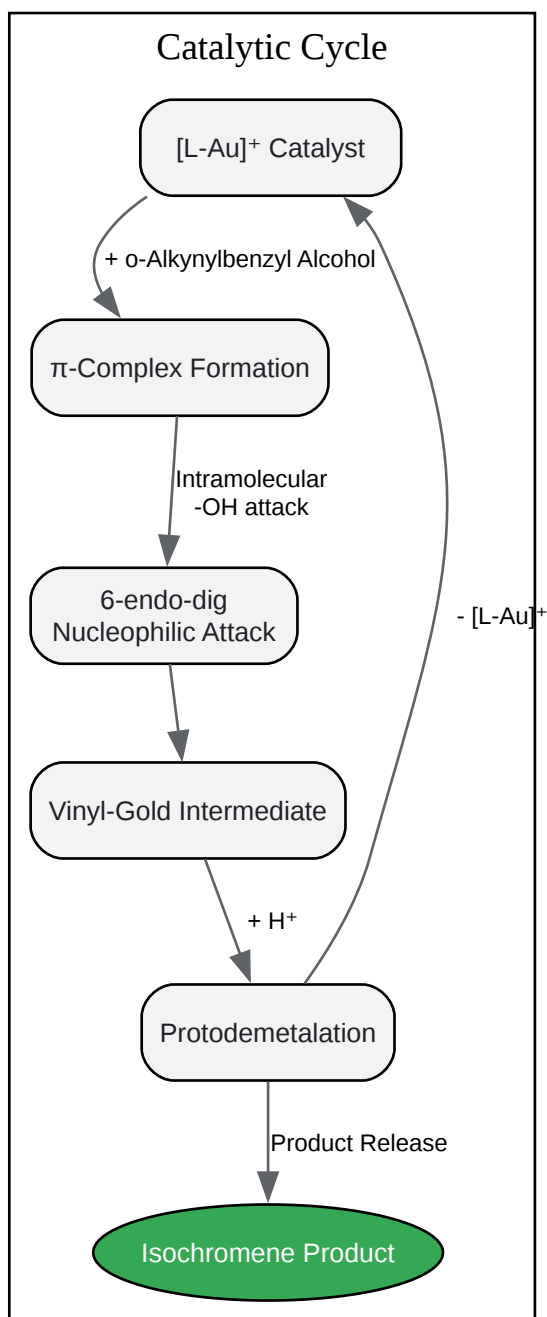 Catalytic Cycle
[L-Au]⁺ Catalyst
+ o-Alkynylbenzyl Alcohol
π-Complex Formation
Intramolecular
-OH attack
6-endo-dig
Nucleophilic Attack
- [L-Au]⁺
Vinyl-Gold Intermediate
+ H⁺
Protodemetalation
Product Release
Isochromene Product